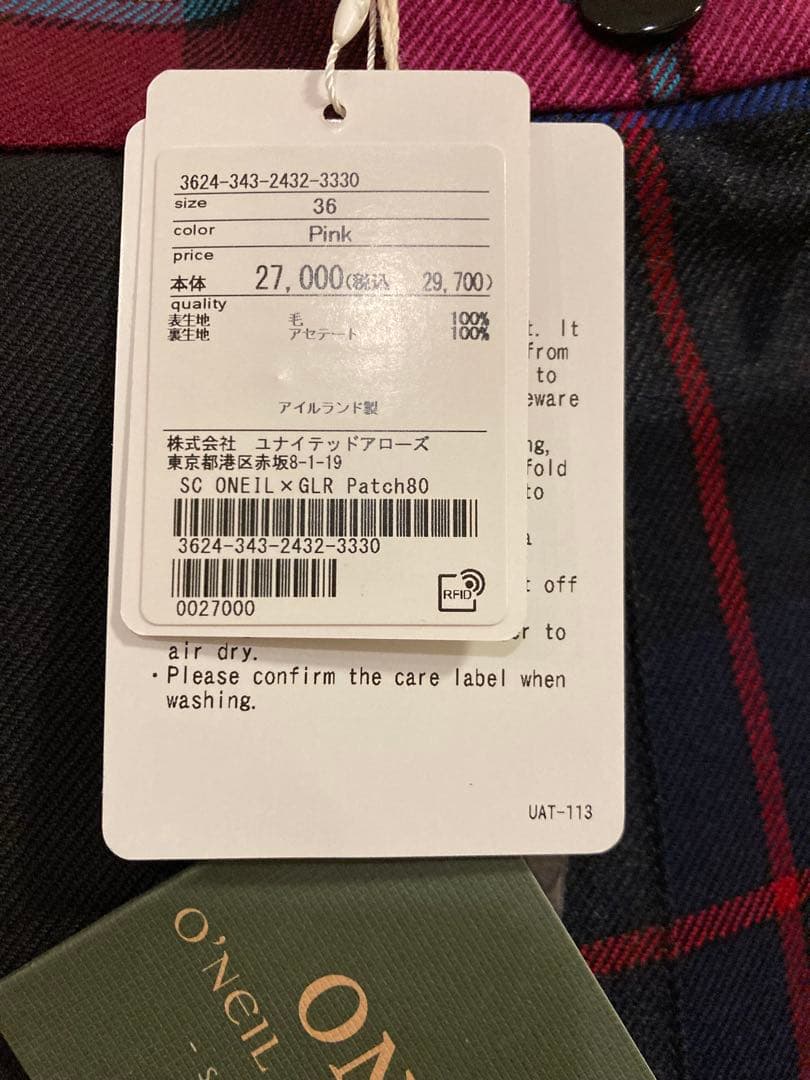 3624-343-2432-3330
size 36
color Pink
price
本体 27,000(税込 29,700)
quality
表生地 毛 100%
裏生地 アセテート 100%
アイルランド製
株式会社 ユナイテッドアローズ
東京都港区赤坂8-1-19
SC ONEIL×GLR Patch80
3624-343-2432-3330
RFID
0027000
It
from
to
fold
to
a
off
to
air dry.
・Please confirm the care label when
washing.
UAT-113
O'NEIL